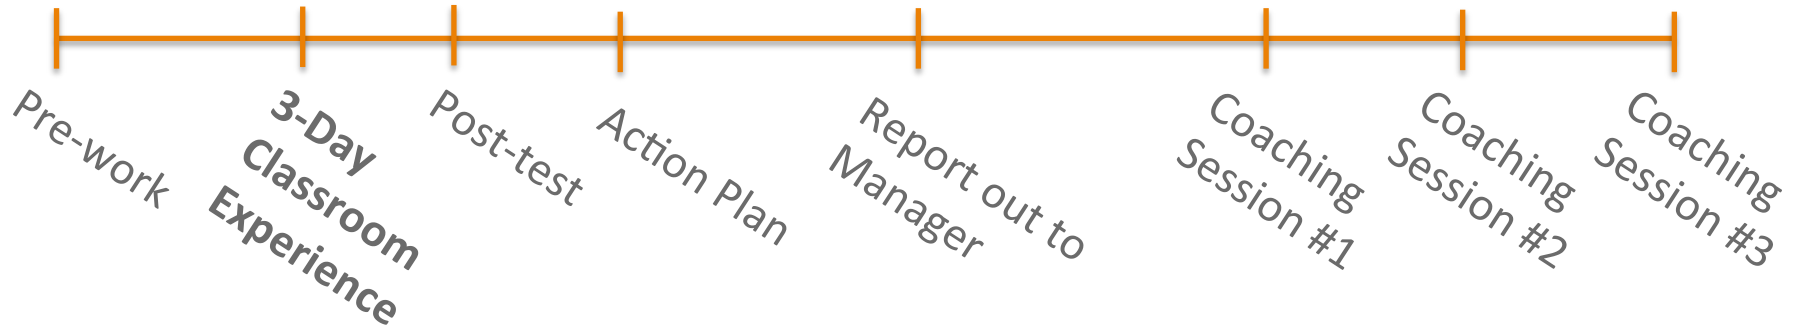 Pre-work
3-Day
Classroom
Experience
Post-test
Action Plan
Report out to
Manager
Coaching
Session #1
Coaching
Session #2
Coaching
Session #3